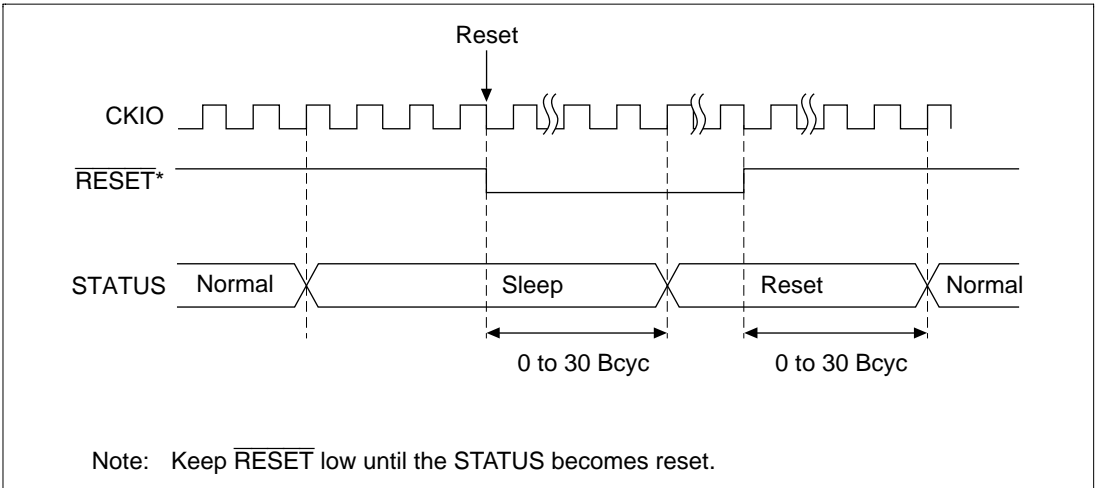 Reset
CKIO
RESET*
STATUS Normal Sleep Reset Normal
0 to 30 Bcyc 0 to 30 Bcyc
Note: Keep RESET low until the STATUS becomes reset.